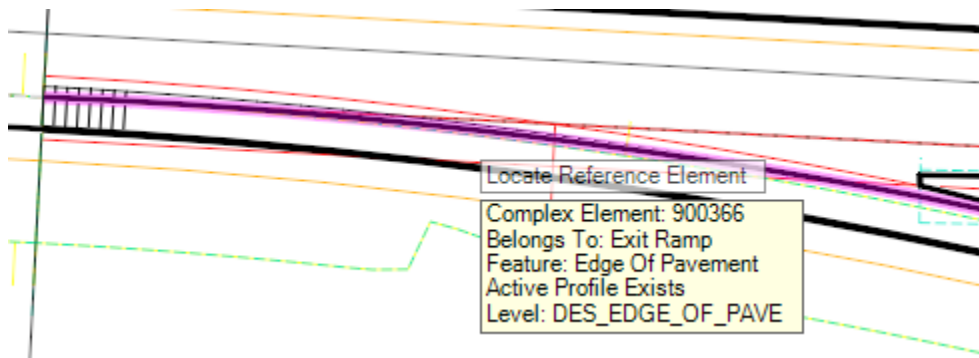 Locate Reference Element
Complex Element: 900366
Belongs To: Exit Ramp
Feature: Edge Of Pavement
Active Profile Exists
Level: DES_EDGE_OF_PAVE